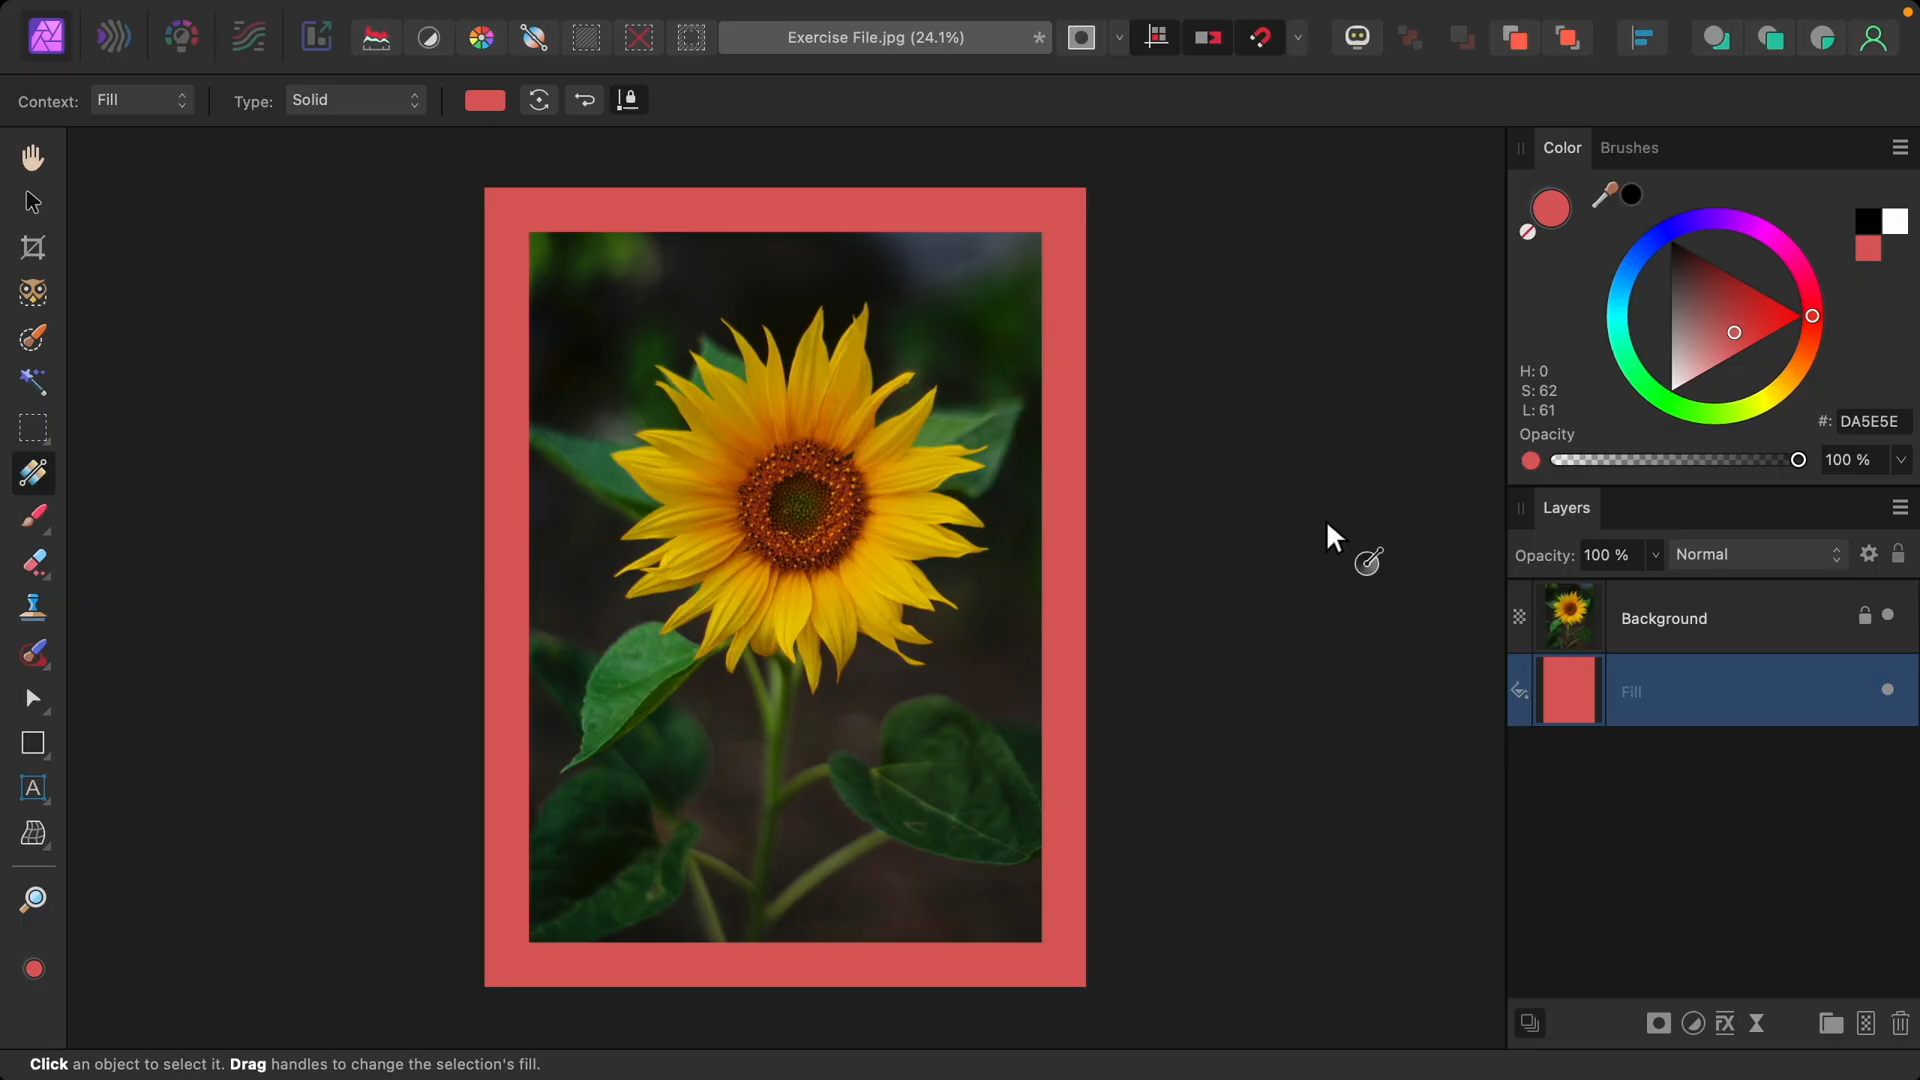 Exercise File.jpg (24.1%) *
Context: Fill Type: Solid
Color Brushes
H: 0
S: 62
L: 61
#: DA5E5E
Opacity
100 %
Layers
Opacity: 100 % Normal
Background
Fill
Click an object to select it. Drag handles to change the selection's fill.